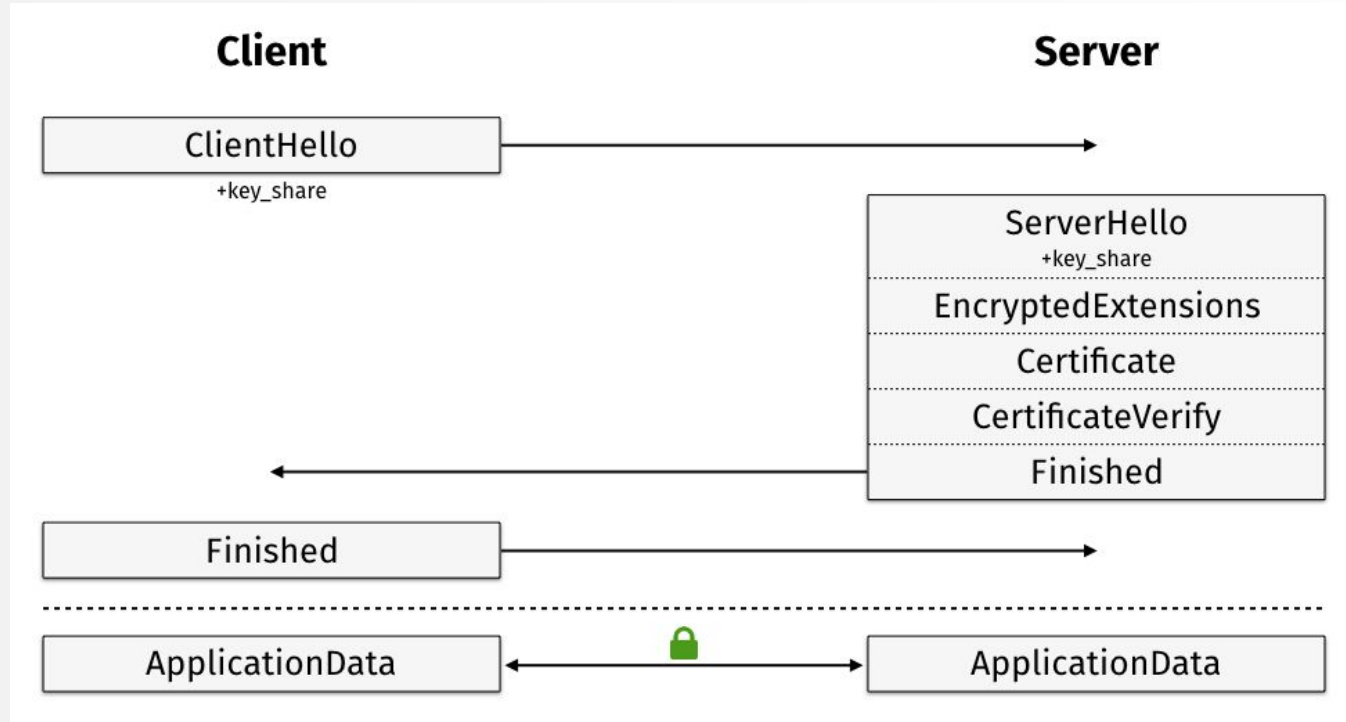 Client
Server
ClientHello
+key_share
ServerHello
+key_share
EncryptedExtensions
Certificate
CertificateVerify
Finished
Finished
ApplicationData
ApplicationData